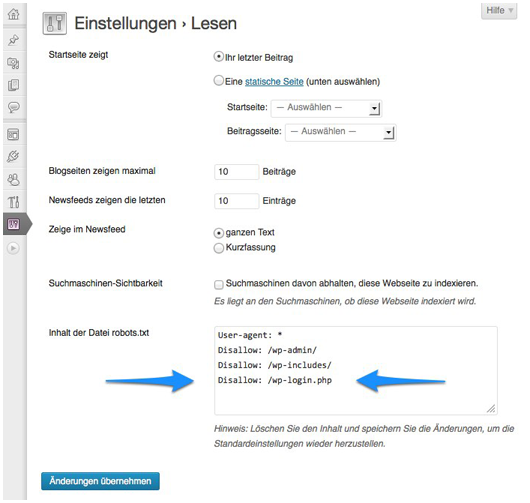 Hilfe
Einstellungen › Lesen
Startseite zeigt
Ihr letzter Beitrag
Eine statische Seite (unten auswählen)
Startseite: — Auswählen —
Beitragsseite: — Auswählen —
Blogseiten zeigen maximal 10 Beiträge
Newsfeeds zeigen die letzten 10 Einträge
Zeige im Newsfeed
ganzen Text
Kurzfassung
Suchmaschinen-Sichtbarkeit
Suchmaschinen davon abhalten, diese Webseite zu indexieren.
Es liegt an den Suchmaschinen, ob diese Webseite indexiert wird.
Inhalt der Datei robots.txt
User-agent: *
Disallow: /wp-admin/
Disallow: /wp-includes/
Disallow: /wp-login.php
Hinweis: Löschen Sie den Inhalt und speichern Sie die Änderungen, um die
Standardeinstellungen wieder herzustellen.
Änderungen übernehmen